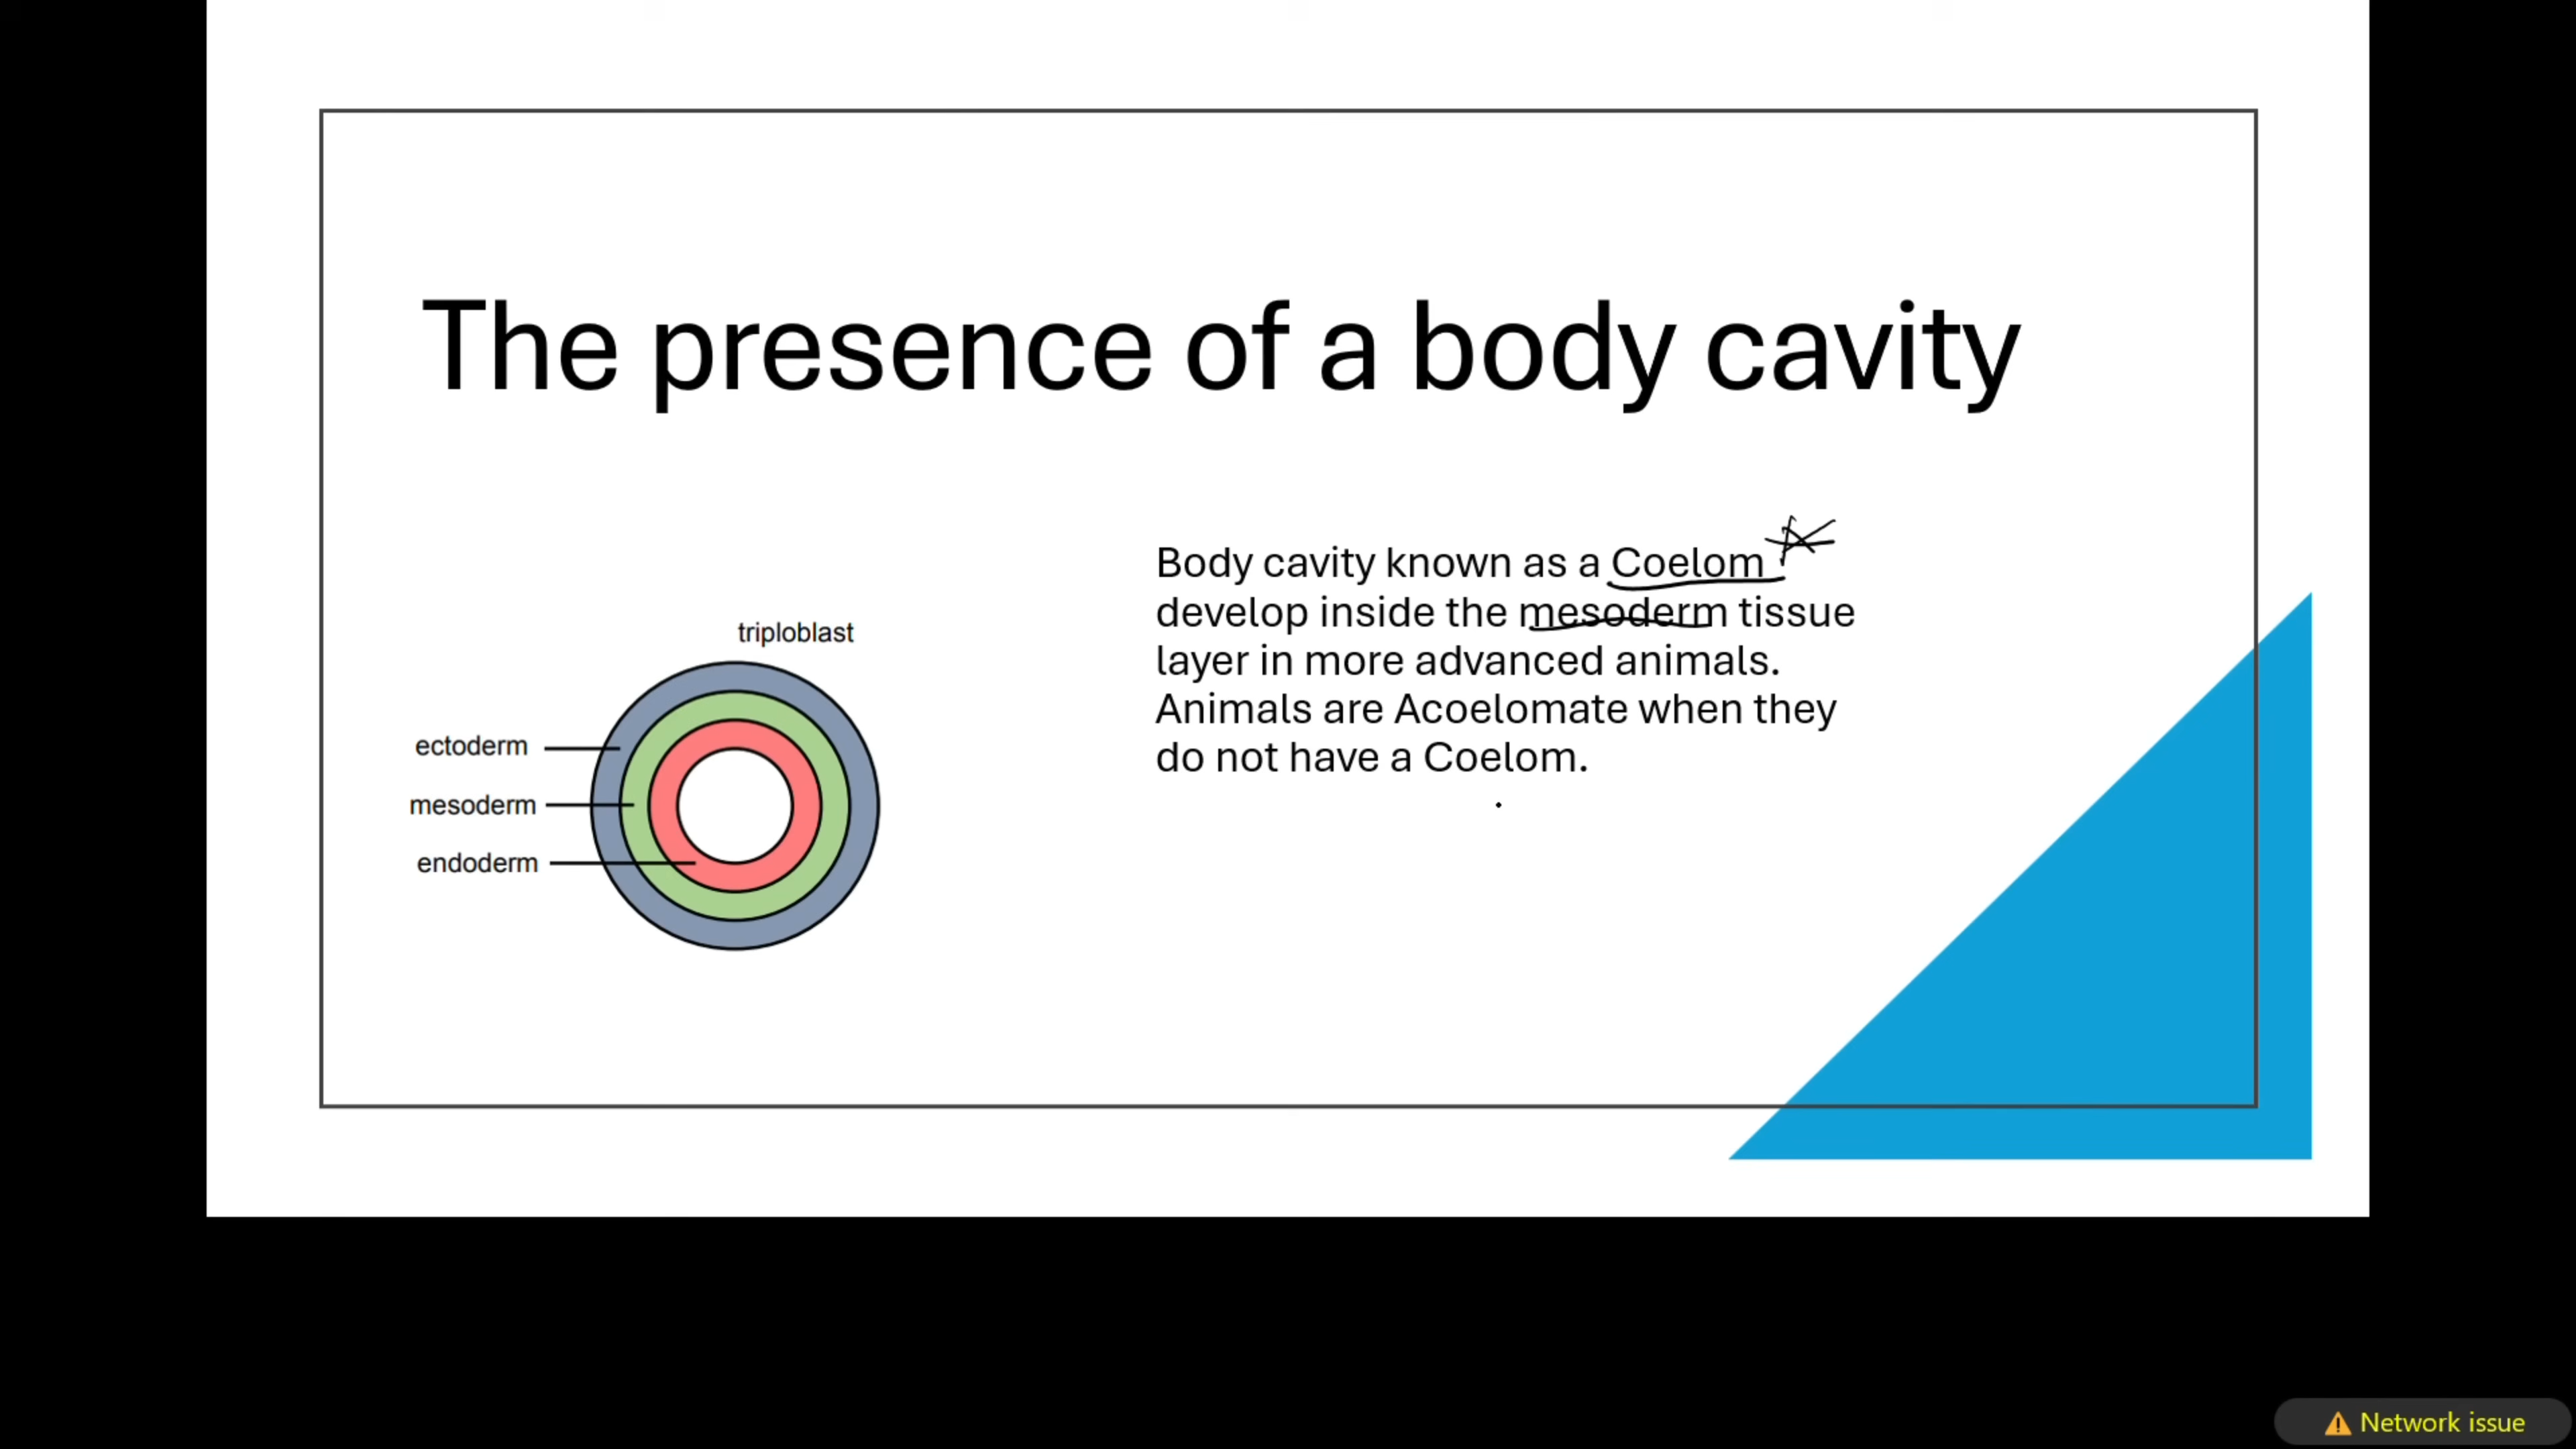 The presence of a body cavity
Body cavity known as a Coelom
develop inside the mesoderm tissue
layer in more advanced animals.
Animals are Acoelomate when they
do not have a Coelom.
triploblast
ectoderm
mesoderm
endoderm
Network issue